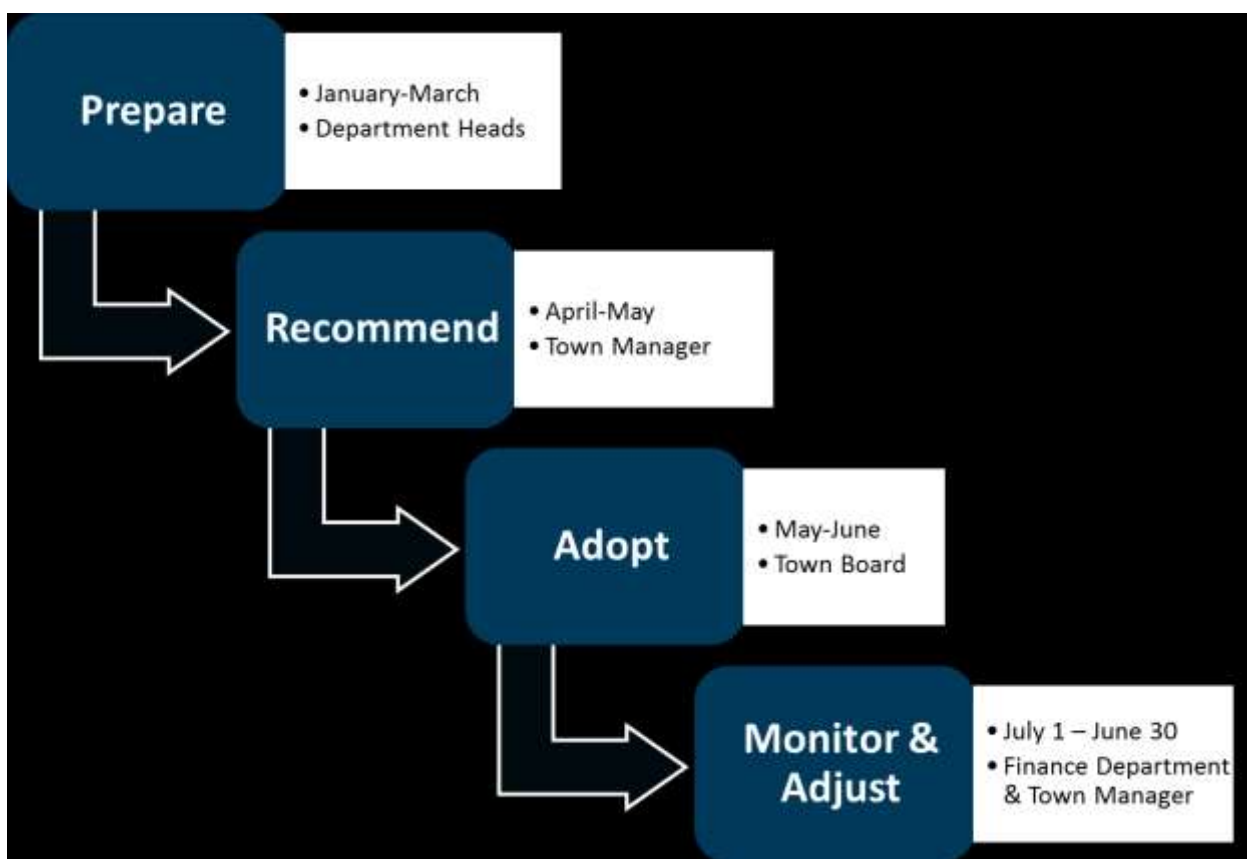 Prepare
• January-March
• Department Heads
Recommend
• April-May
• Town Manager
Adopt
• May-June
• Town Board
Monitor &
Adjust
• July 1 – June 30
• Finance Department
& Town Manager